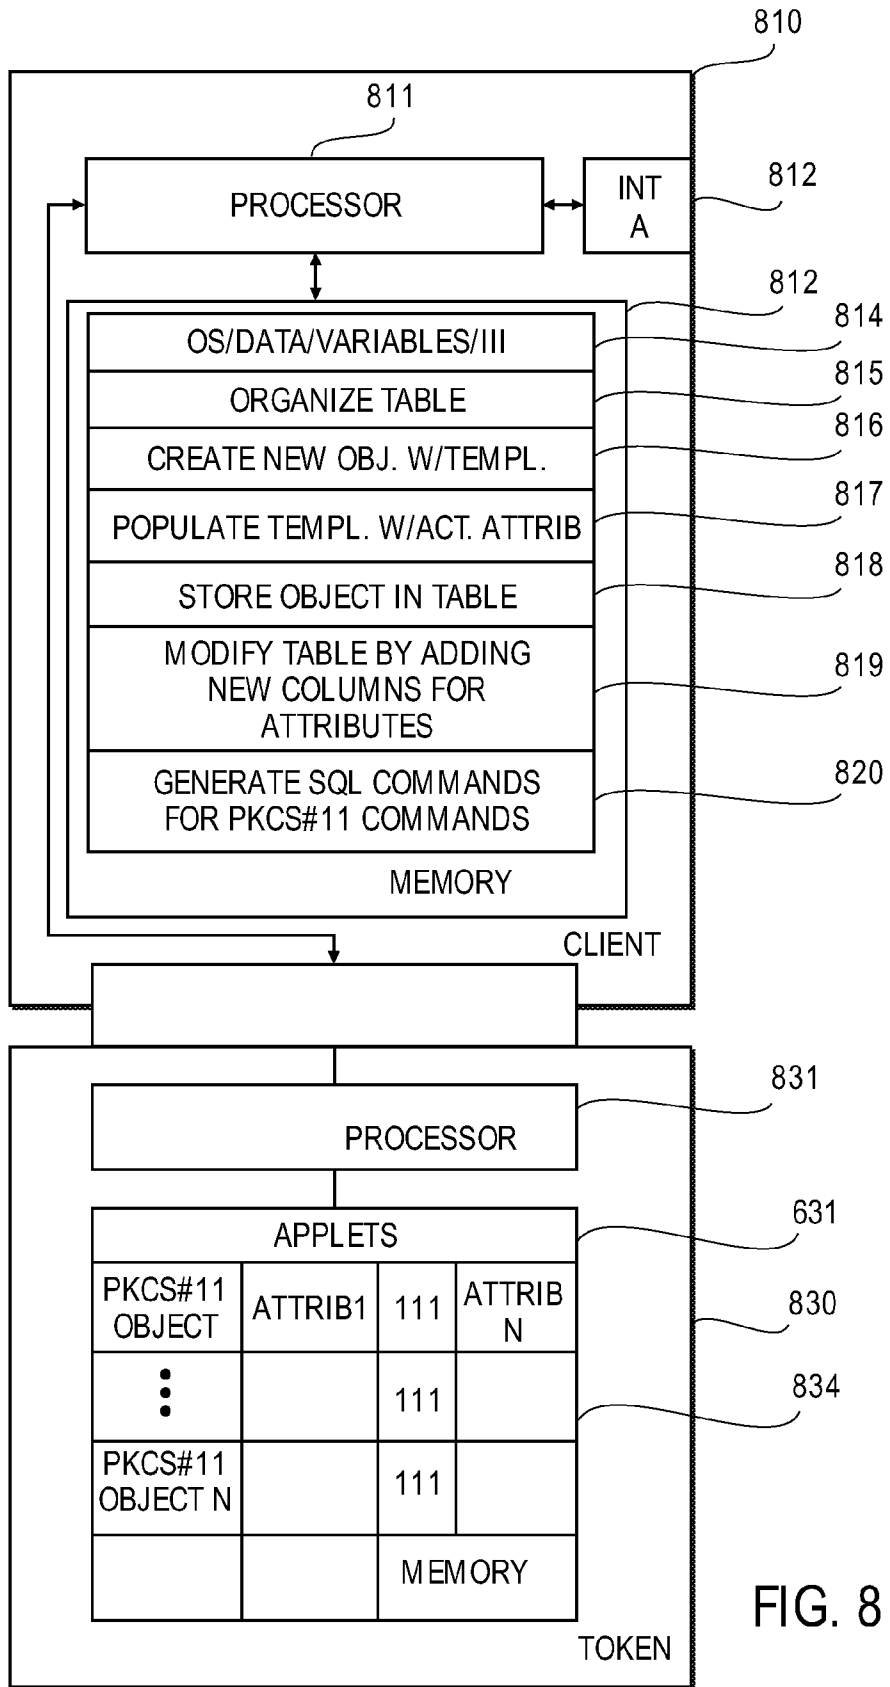 810
811
PROCESSOR
INT
A
812
812
OS/DATA/VARIABLES/III
814
ORGANIZE TABLE
815
CREATE NEW OBJ. W/TEMPL.
816
POPULATE TEMPL. W/ACT. ATTRIB
817
STORE OBJECT IN TABLE
818
MODIFY TABLE BY ADDING
NEW COLUMNS FOR
ATTRIBUTES
819
GENERATE SQL COMMANDS
FOR PKCS#11 COMMANDS
820
MEMORY
CLIENT
831
PROCESSOR
APPLETS
631
PKCS#11
OBJECT
ATTRIB1
111
ATTRIB
N
830
111
834
PKCS#11
OBJECT N
111
MEMORY
TOKEN
FIG. 8